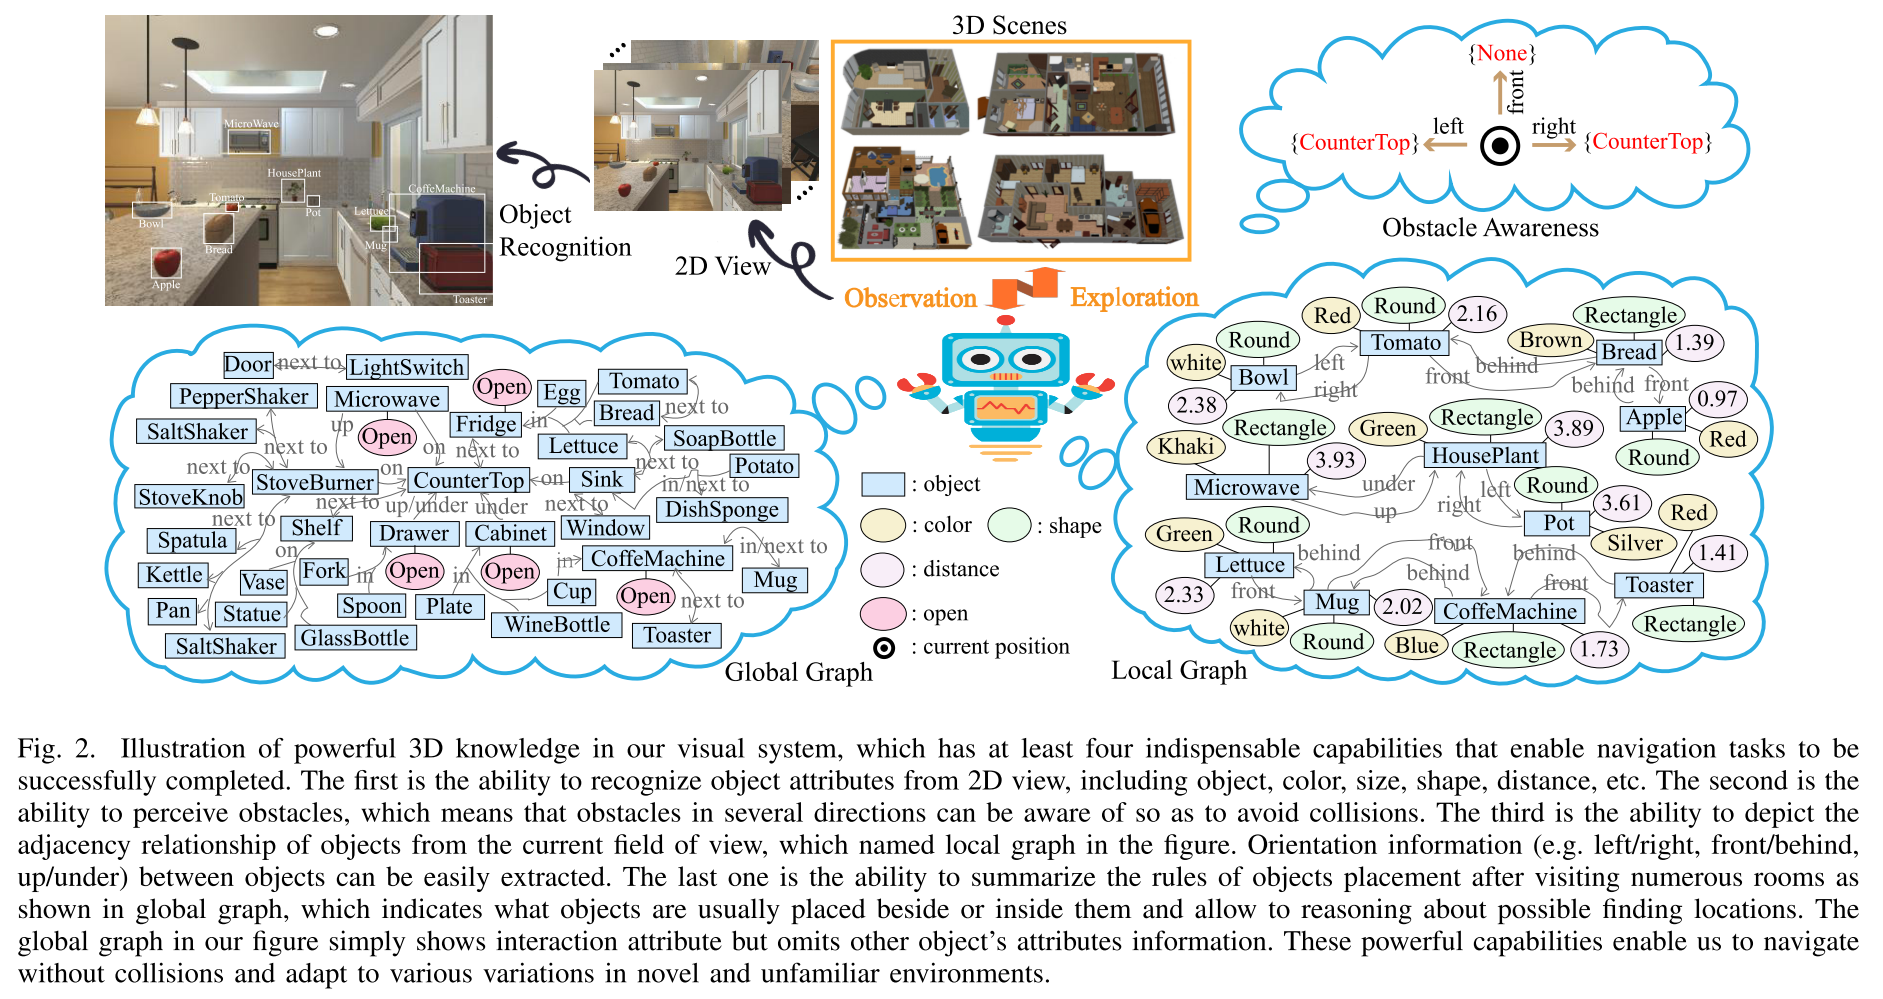 3D Scenes
MicroWave
HousePlant
Pot
Tomato
Bowl
Bread
Apple
Lettuce
Mug
CoffeMachine
Toaster
Object
Recognition
2D View
Observation
Exploration
{None}
front
left
right
{CounterTop}
{CounterTop}
Obstacle Awareness
Door
next to
LightSwitch
PepperShaker
Microwave
Open
Egg
Tomato
SaltShaker
up
Open
on
Fridge
in
Bread
next to
next to
next to
Lettuce
SoapBottle
next to
StoveBurner
on
CounterTop
on
Sink
next to
Potato
StoveKnob
next to
up/under
under
next to
in/next to
DishSponge
next to
Shelf
Drawer
Cabinet
Window
Spatula
on
CoffeMachine
in/next to
Kettle
Vase
Fork
in
Open
in
Open
in
Mug
Pan
Statue
Spoon
Plate
Cup
Open
next to
SaltShaker
GlassBottle
WineBottle
Toaster
Global Graph
: object
: color
: shape
: distance
: open
: current position
Red
Round
2.16
Tomato
Rectangle
Brown
1.39
Bread
Round
white
Bowl
2.38
left
right
front
behind
behind
front
Apple
0.97
Red
Round
Khaki
Rectangle
3.93
Microwave
Green
Rectangle
3.89
HousePlant
under
up
right
left
Round
3.61
Pot
Silver
Green
Round
Lettuce
2.33
behind
front
Mug
2.02
white
Round
front
behind
behind
front
CoffeMachine
Blue
Rectangle
1.73
Red
1.41
Toaster
Rectangle
Local Graph
Fig. 2. Illustration of powerful 3D knowledge in our visual system, which has at least four indispensable capabilities that enable navigation tasks to be
successfully completed. The first is the ability to recognize object attributes from 2D view, including object, color, size, shape, distance, etc. The second is the
ability to perceive obstacles, which means that obstacles in several directions can be aware of so as to avoid collisions. The third is the ability to depict the
adjacency relationship of objects from the current field of view, which named local graph in the figure. Orientation information (e.g. left/right, front/behind,
up/under) between objects can be easily extracted. The last one is the ability to summarize the rules of objects placement after visiting numerous rooms as
shown in global graph, which indicates what objects are usually placed beside or inside them and allow to reasoning about possible finding locations. The
global graph in our figure simply shows interaction attribute but omits other object's attributes information. These powerful capabilities enable us to navigate
without collisions and adapt to various variations in novel and unfamiliar environments.